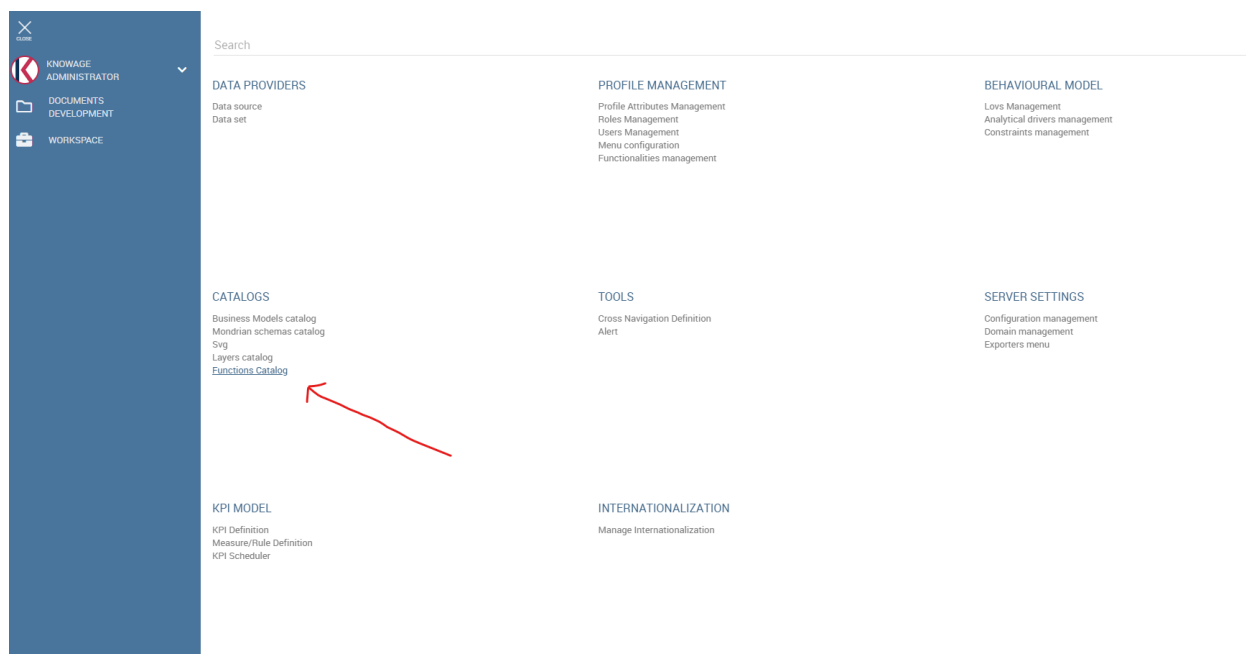 CLOSE
KNOWAGE
ADMINISTRATOR
DOCUMENTS
DEVELOPMENT
WORKSPACE
Search
DATA PROVIDERS
Data source
Data set
PROFILE MANAGEMENT
Profile Attributes Management
Roles Management
Users Management
Menu configuration
Functionalities management
BEHAVIOURAL MODEL
Lovs Management
Analytical drivers management
Constraints management
CATALOGS
Business Models catalog
Mondrian schemas catalog
Svg
Layers catalog
Functions Catalog
TOOLS
Cross Navigation Definition
Alert
SERVER SETTINGS
Configuration management
Domain management
Exporters menu
KPI MODEL
KPI Definition
Measure/Rule Definition
KPI Scheduler
INTERNATIONALIZATION
Manage Internationalization